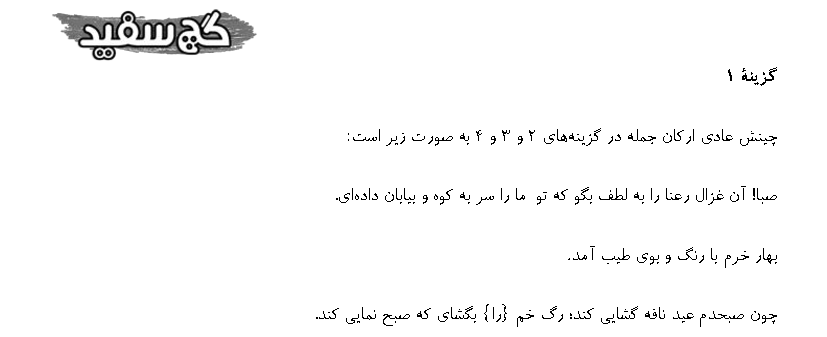 گچ سفید
گزینهٔ ۱
چینش عادی ارکان جمله در گزینه‌های ۲ و ۳ و ۴ به صورت زیر است:
صبا! آن غزال رعنا را به لطف بگو که تو ما را سر به کوه و بیابان داده‌ای.
بهار خرم با رنگ و بوی طیب آمد.
چون صبحدم عید نافه گشایی کند؛ رگ خم {را} بگشای که صبح نمایی کند.